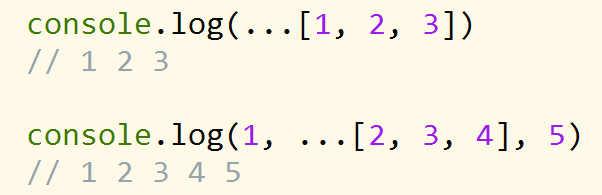 console.log(...[1, 2, 3])
// 1 2 3
console.log(1, ...[2, 3, 4], 5)
// 1 2 3 4 5